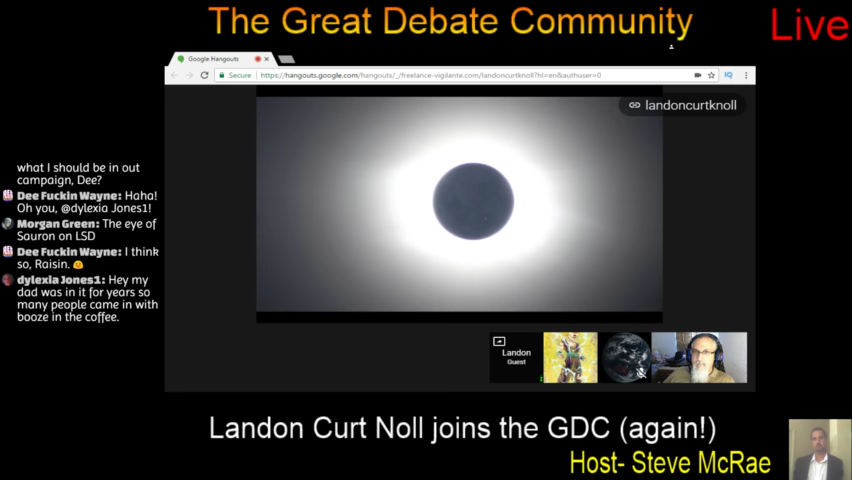 The Great Debate Community
Live
Google Hangouts
Secure
https://hangouts.google.com/hangouts/_/freelance-vigilante.com/landoncurtknoll?hl=en&authuser=0
IQ
landoncurtknoll
what I should be in out
campaign, Dee?
Dee Fuckin Wayne: Haha!
Oh you, @dylexia Jones1!
Morgan Green: The eye of
Sauron on LSD
Dee Fuckin Wayne: I think
so, Raisin.
dylexia Jones1: Hey my
dad was in it for years so
many people came in with
booze in the coffee.
Landon
Guest
Landon Curt Noll joins the GDC (again!)
Host- Steve McRae